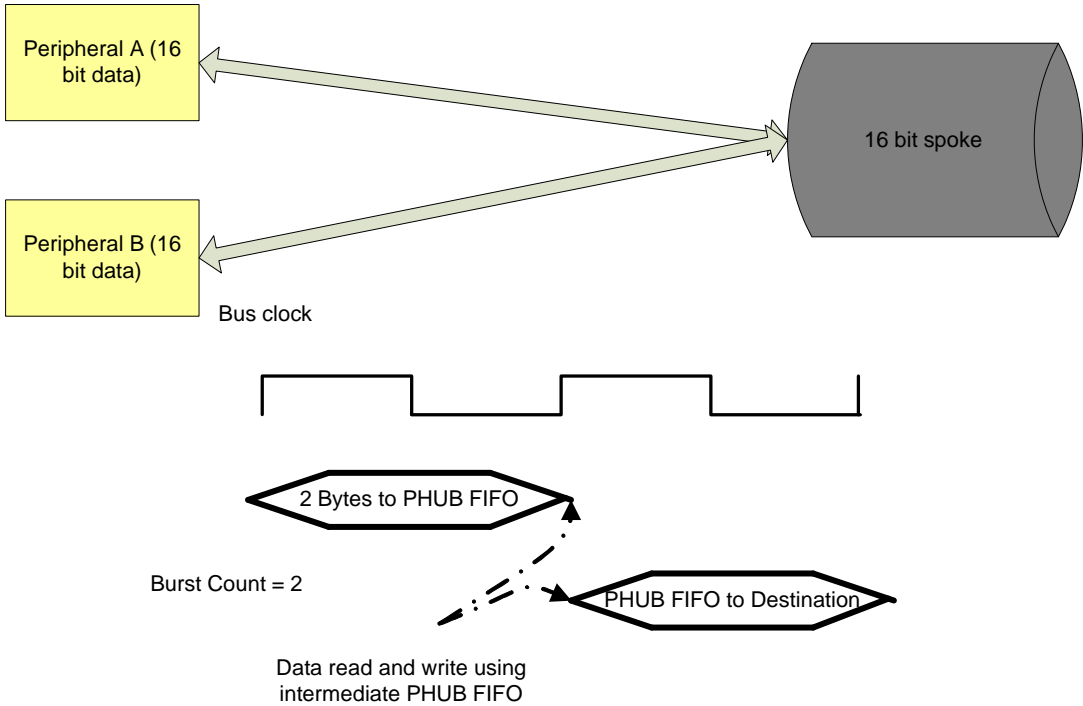 Peripheral A (16
bit data)
16 bit spoke
Peripheral B (16
bit data)
Bus clock
2 Bytes to PHUB FIFO
Burst Count = 2
PHUB FIFO to Destination
Data read and write using
intermediate PHUB FIFO